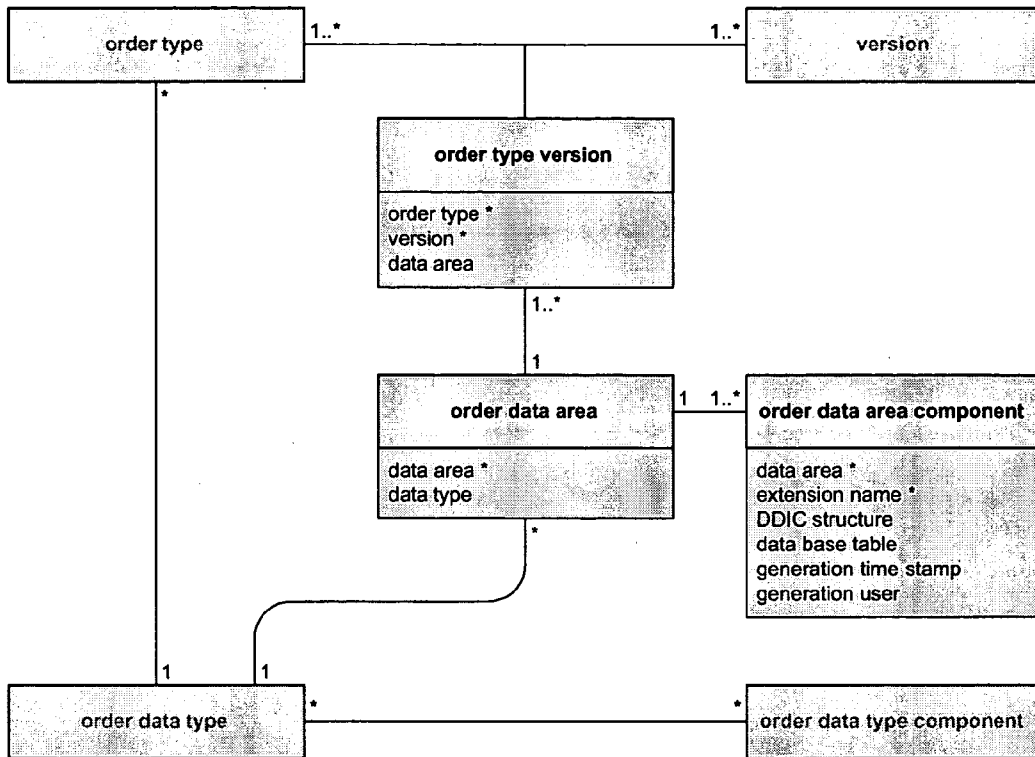 order type
1..*
1..*
version
*
order type version
order type *
version *
data area
1..*
1
order data area
1
1..*
order data area component
data area *
data type
data area *
extension name *
DDIC structure
data base table
generation time stamp
generation user
*
1
1
order data type
*
*
order data type component